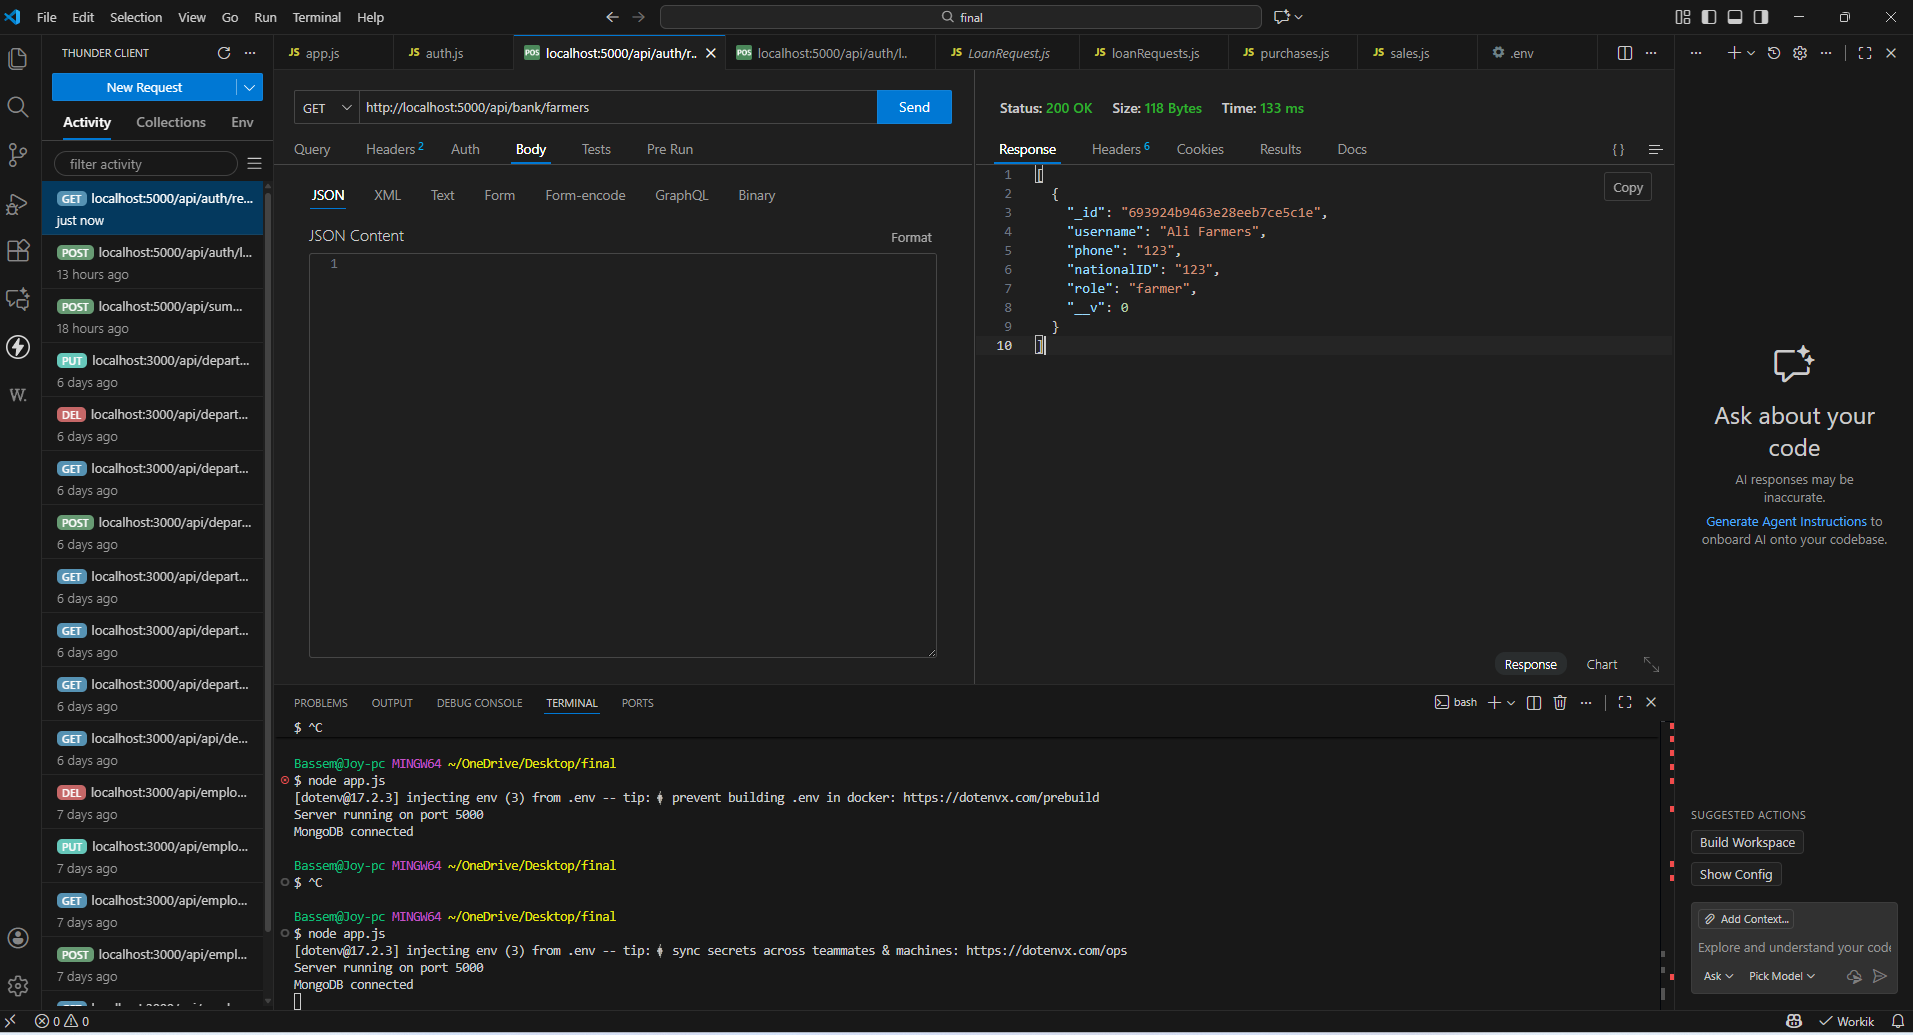 File Edit Selection View Go Run Terminal Help
final
THUNDER CLIENT
New Request
Activity Collections Env
filter activity
GET localhost:5000/api/auth/re...
just now
POST localhost:5000/api/auth/l...
13 hours ago
POST localhost:5000/api/sum...
18 hours ago
PUT localhost:3000/api/depart...
6 days ago
DEL localhost:3000/api/depart...
6 days ago
GET localhost:3000/api/depart...
6 days ago
POST localhost:3000/api/depar...
6 days ago
GET localhost:3000/api/depart...
6 days ago
GET localhost:3000/api/depart...
6 days ago
GET localhost:3000/api/depart...
6 days ago
GET localhost:3000/api/api/de...
6 days ago
DEL localhost:3000/api/emplo...
7 days ago
PUT localhost:3000/api/emplo...
7 days ago
GET localhost:3000/api/emplo...
7 days ago
POST localhost:3000/api/empl...
7 days ago
JS app.js
JS auth.js
POS localhost:5000/api/auth/r..
POS localhost:5000/api/auth/l..
JS LoanRequest.js
JS loanRequests.js
JS purchases.js
JS sales.js
.env
GET http://localhost:5000/api/bank/farmers Send
Query Headers 2 Auth Body Tests Pre Run
JSON XML Text Form Form-encode GraphQL Binary
JSON Content Format
1
Status: 200 OK Size: 118 Bytes Time: 133 ms
Response Headers 6 Cookies Results Docs { }
Copy
1 [
2 {
3 "_id": "693924b9463e28eeb7ce5c1e",
4 "username": "Ali Farmers",
5 "phone": "123",
6 "nationalID": "123",
7 "role": "farmer",
8 "__v": 0
9 }
10 ]
Response Chart
PROBLEMS OUTPUT DEBUG CONSOLE TERMINAL PORTS
bash
$ ^C
Bassem@Joy-pc MINGW64 ~/OneDrive/Desktop/final
$ node app.js
[dotenv@17.2.3] injecting env (3) from .env -- tip: prevent building .env in docker: https://dotenvx.com/prebuild
Server running on port 5000
MongoDB connected
Bassem@Joy-pc MINGW64 ~/OneDrive/Desktop/final
$ ^C
Bassem@Joy-pc MINGW64 ~/OneDrive/Desktop/final
$ node app.js
[dotenv@17.2.3] injecting env (3) from .env -- tip: sync secrets across teammates & machines: https://dotenvx.com/ops
Server running on port 5000
MongoDB connected
Ask about your
code
AI responses may be
inaccurate.
Generate Agent Instructions to
onboard AI onto your codebase.
SUGGESTED ACTIONS
Build Workspace
Show Config
Add Context...
Explore and understand your code
Ask Pick Model
W.
0 0
Workik